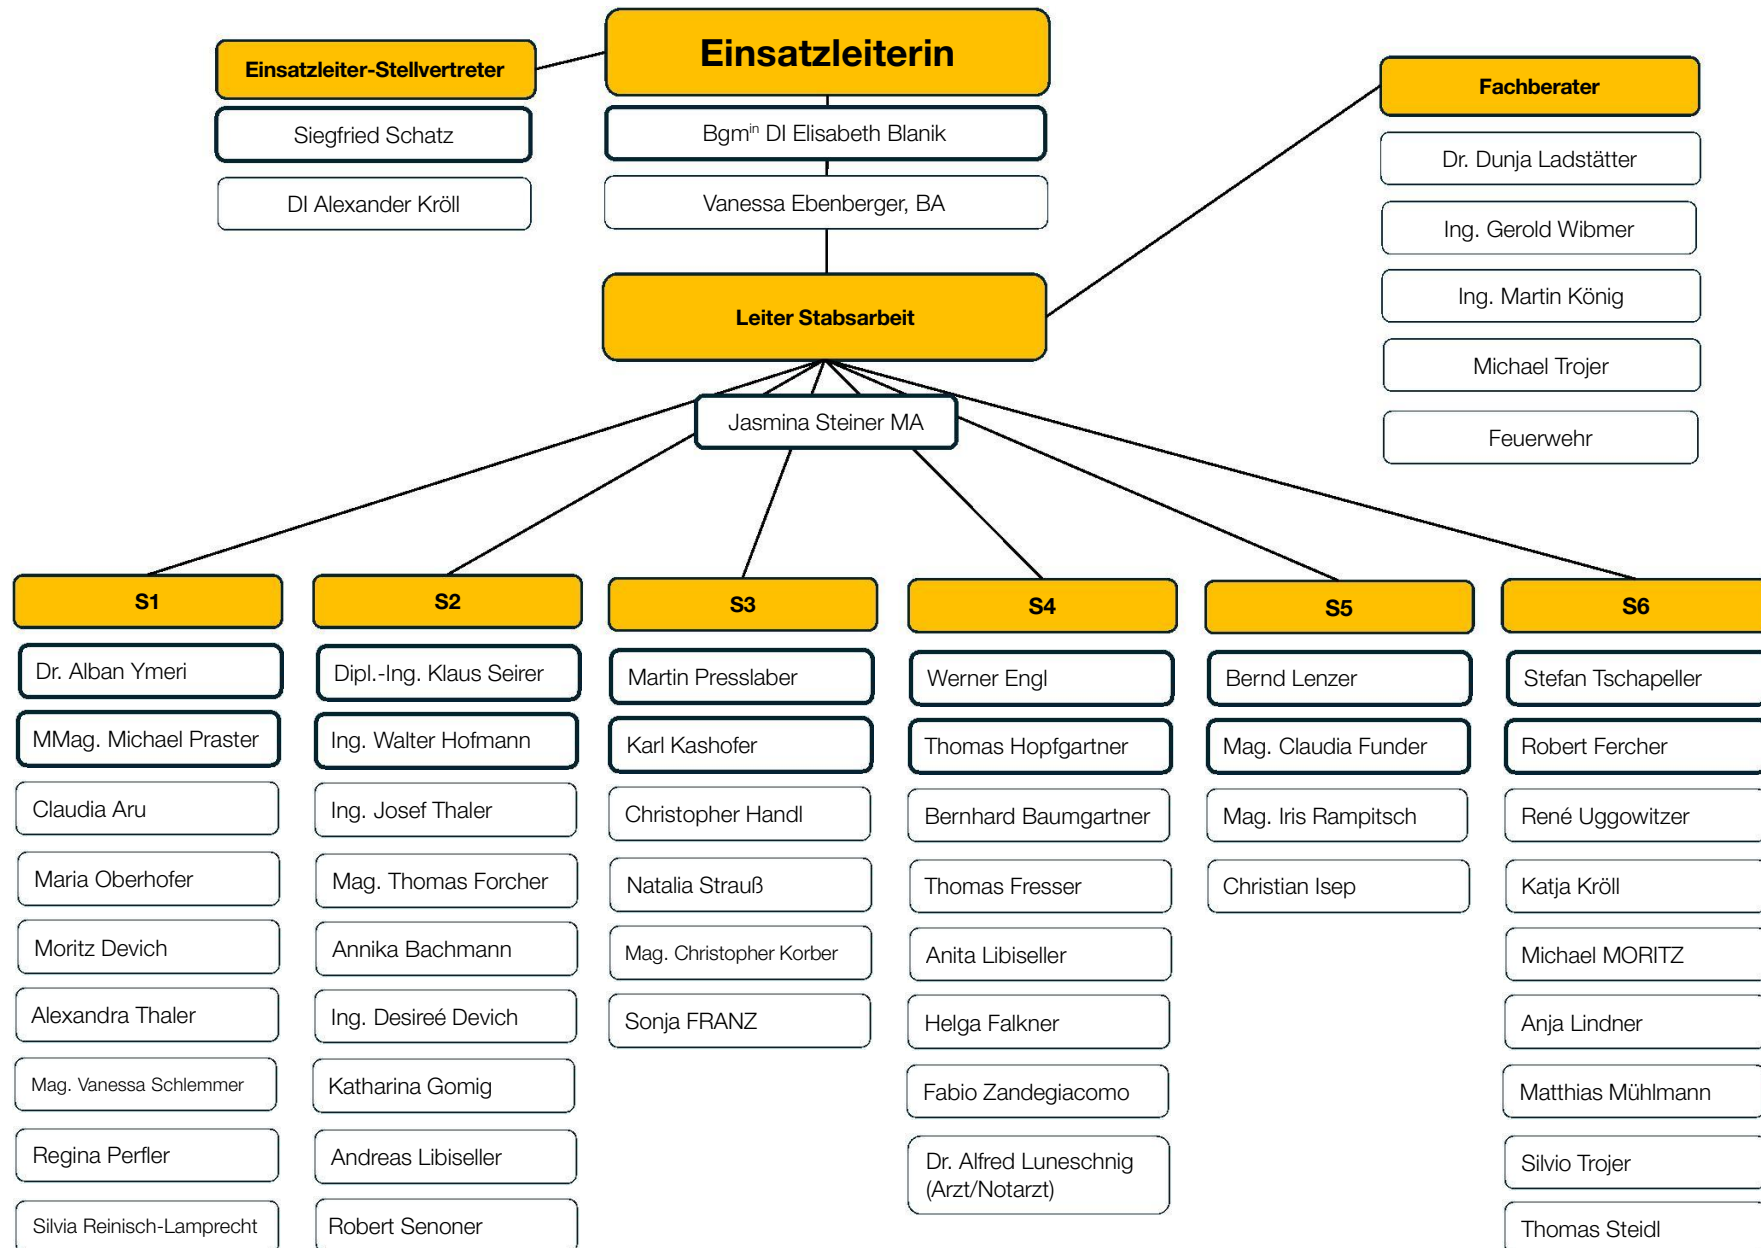 Einsatzleiterin
Einsatzleiter-Stellvertreter
Fachberater
Siegfried Schatz
Bgmⁱⁿ DI Elisabeth Blanik
Dr. Dunja Ladstätter
DI Alexander Kröll
Vanessa Ebenberger, BA
Ing. Gerold Wibmer
Ing. Martin König
Leiter Stabsarbeit
Michael Trojer
Jasmina Steiner MA
Feuerwehr
S1
Dr. Alban Ymeri
MMag. Michael Praster
Claudia Aru
Maria Oberhofer
Moritz Devich
Alexandra Thaler
Mag. Vanessa Schlemmer
Regina Perfler
Silvia Reinisch-Lamprecht
S2
Dipl.-Ing. Klaus Seirer
Ing. Walter Hofmann
Ing. Josef Thaler
Mag. Thomas Forcher
Annika Bachmann
Ing. Desireé Devich
Katharina Gomig
Andreas Libiseller
Robert Senoner
S3
Martin Presslaber
Karl Kashofer
Christopher Handl
Natalia Strauß
Mag. Christopher Korber
Sonja FRANZ
S4
Werner Engl
Thomas Hopfgartner
Bernhard Baumgartner
Thomas Fresser
Anita Libiseller
Helga Falkner
Fabio Zandegiacomo
Dr. Alfred Luneschnig
(Arzt/Notarzt)
S5
Bernd Lenzer
Mag. Claudia Funder
Mag. Iris Rampitsch
Christian Isep
S6
Stefan Tschapeller
Robert Fercher
René Uggowitzer
Katja Kröll
Michael MORITZ
Anja Lindner
Matthias Mühlmann
Silvio Trojer
Thomas Steidl